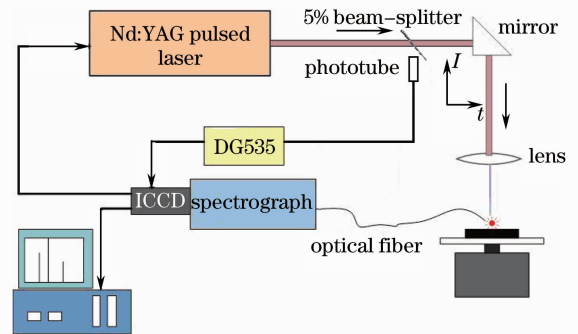 5% beam-splitter
mirror
Nd:YAG pulsed
laser
phototube
I
t
DG535
lens
ICCD
spectrograph
optical fiber